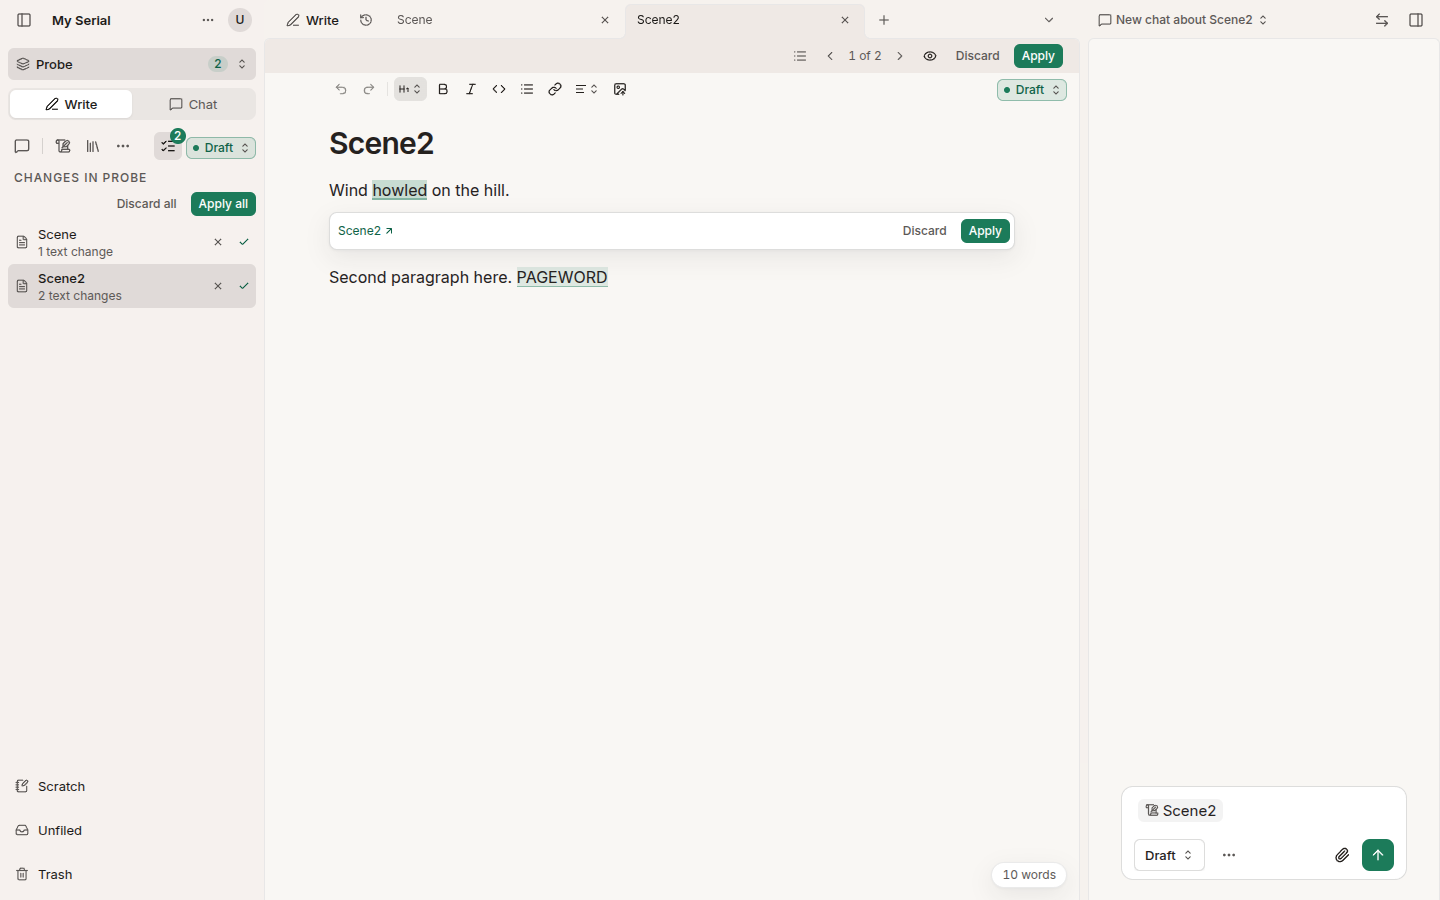 My Serial
U
Write
Scene
Scene2
New chat about Scene2
Probe
2
1 of 2
Discard
Apply
Write
Chat
H1
Draft
2
Draft
CHANGES IN PROBE
Discard all
Apply all
Scene
1 text change
Scene2
2 text changes
Scene2
Wind howled on the hill.
Scene2
Discard
Apply
Second paragraph here. PAGEWORD
Scratch
Unfiled
Trash
10 words
Scene2
Draft